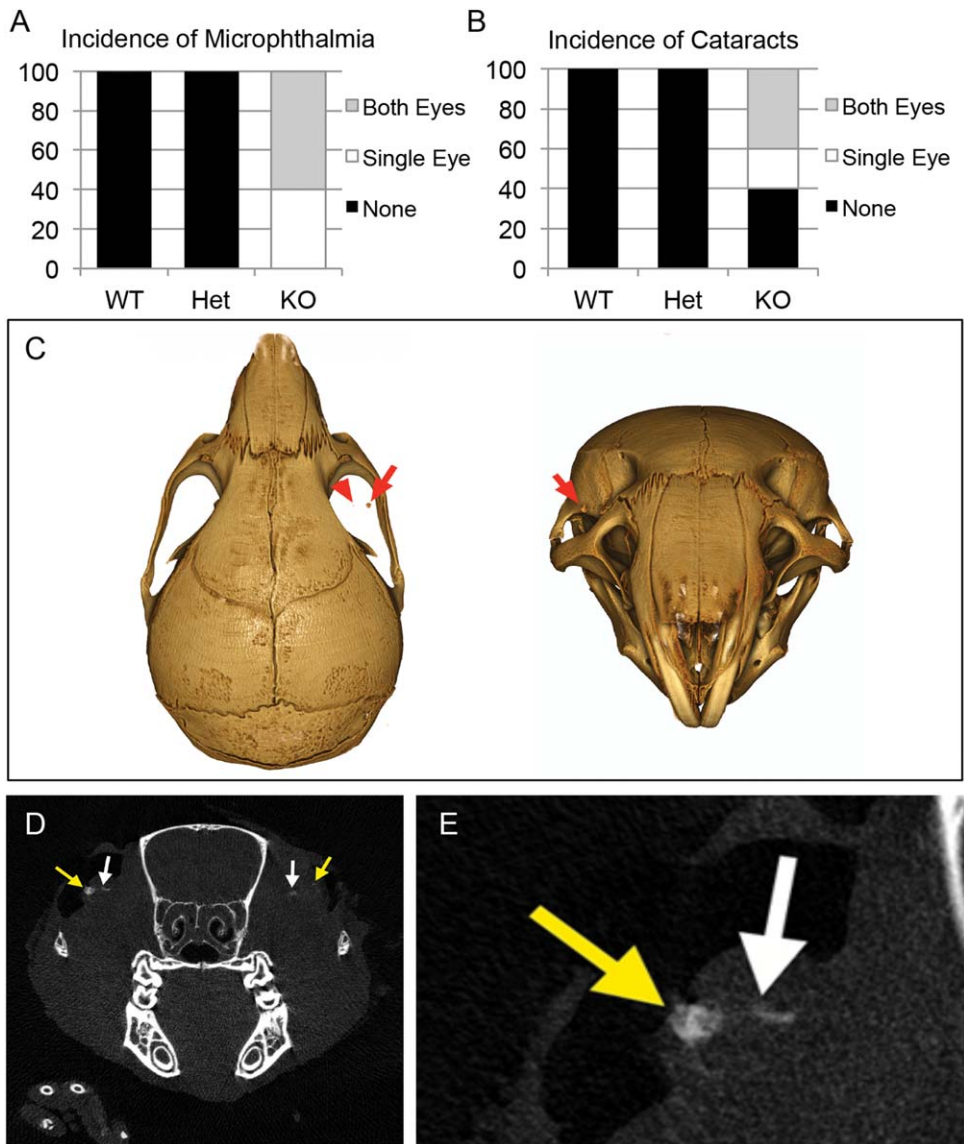 A
Incidence of Microphthalmia
100
80
60
40
20
0
WT Het KO
Both Eyes
Single Eye
None
B
Incidence of Cataracts
100
80
60
40
20
0
WT Het KO
Both Eyes
Single Eye
None
C
D
E